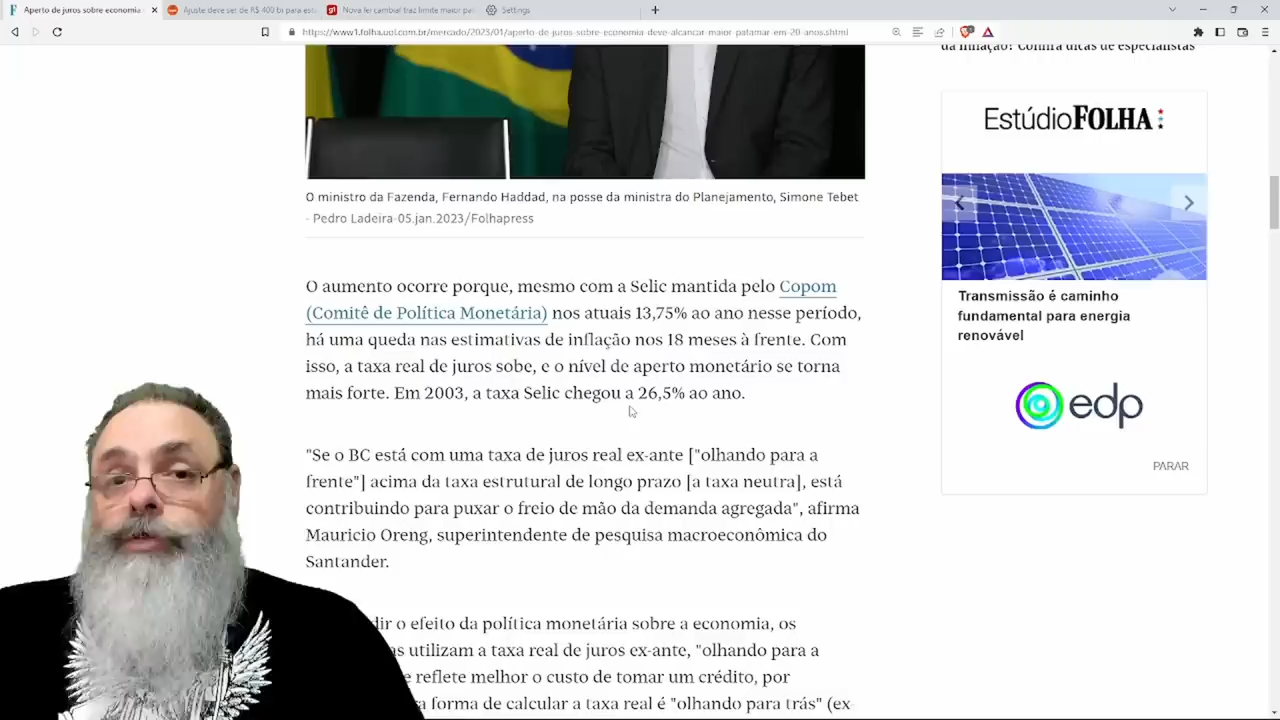 Aperto de juros sobre economia
Ajuste deve ser de R$ 400 bi para est
Nova lei cambial traz limite maior pa
Settings
https://www1.folha.uol.com.br/mercado/2023/01/aperto-de-juros-sobre-economia-deve-alcancar-maior-patamar-em-20-anos.shtml
da inflação? Confira dicas de especialistas
EstúdioFOLHA
O ministro da Fazenda, Fernando Haddad, na posse da ministra do Planejamento, Simone Tebet
- Pedro Ladeira-05.jan.2023/Folhapress
O aumento ocorre porque, mesmo com a Selic mantida pelo Copom
(Comitê de Política Monetária) nos atuais 13,75% ao ano nesse período,
há uma queda nas estimativas de inflação nos 18 meses à frente. Com
isso, a taxa real de juros sobe, e o nível de aperto monetário se torna
mais forte. Em 2003, a taxa Selic chegou a 26,5% ao ano.
"Se o BC está com uma taxa de juros real ex-ante ["olhando para a
frente"] acima da taxa estrutural de longo prazo [a taxa neutra], está
contribuindo para puxar o freio de mão da demanda agregada", afirma
Mauricio Oreng, superintendente de pesquisa macroeconômica do
Santander.
dir o efeito da política monetária sobre a economia, os
as utilizam a taxa real de juros ex-ante, "olhando para a
e reflete melhor o custo de tomar um crédito, por
a forma de calcular a taxa real é "olhando para trás" (ex-
Transmissão é caminho
fundamental para energia
renovável
edp
PARAR